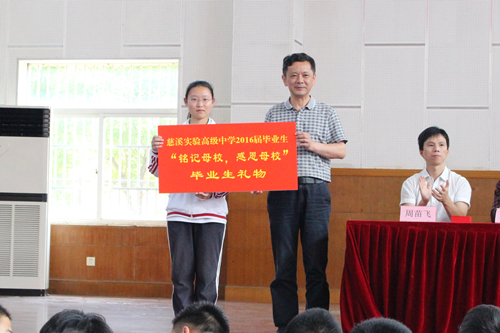 慈溪实验高级中学2016届毕业生
“铭记母校，感恩母校”
毕业生礼物
周苗飞